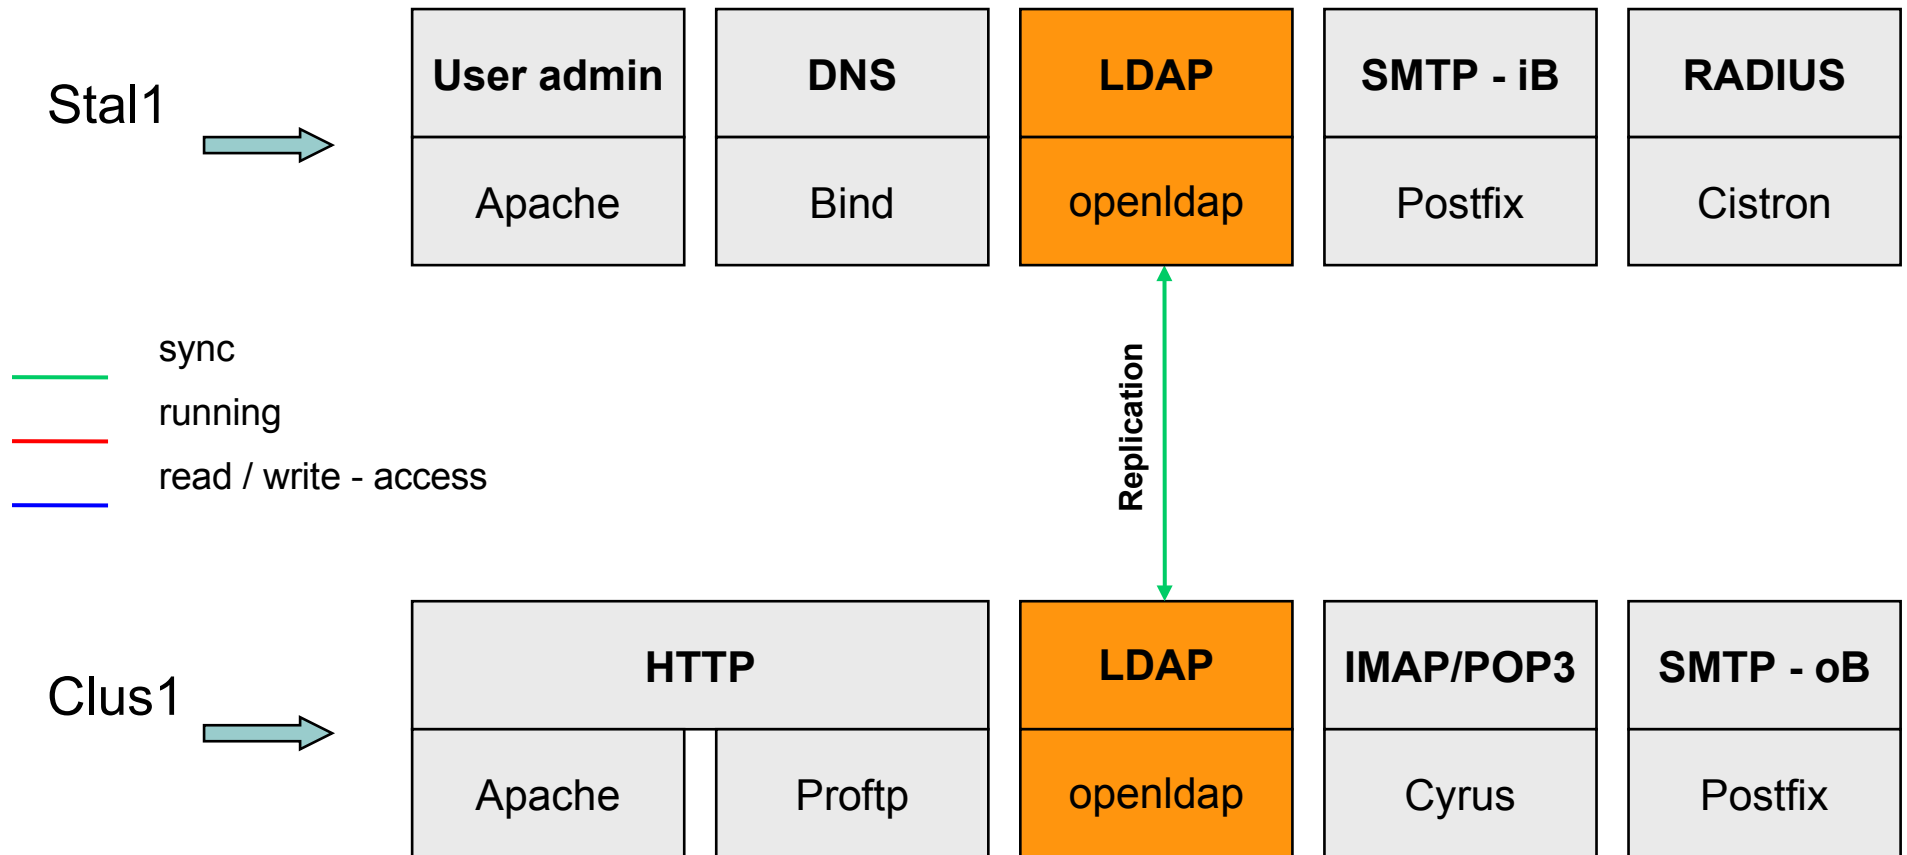 Stal1
User admin
DNS
LDAP
SMTP - iB
RADIUS
Apache
Bind
openldap
Postfix
Cistron
sync
running
read / write - access
Replication
Clus1
HTTP
LDAP
IMAP/POP3
SMTP - oB
Apache
Proftp
openldap
Cyrus
Postfix